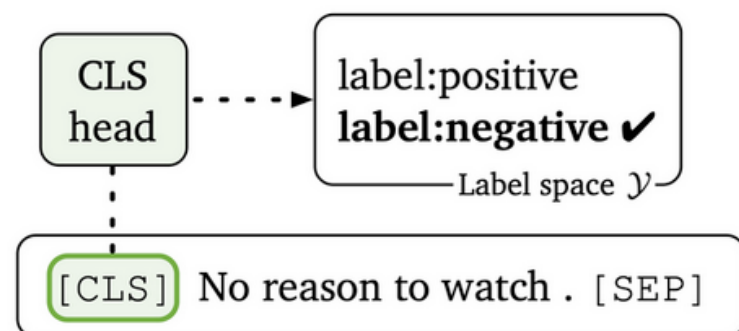 CLS
head
label:positive
label:negative ✔
Label space 𝒴
[CLS] No reason to watch . [SEP]